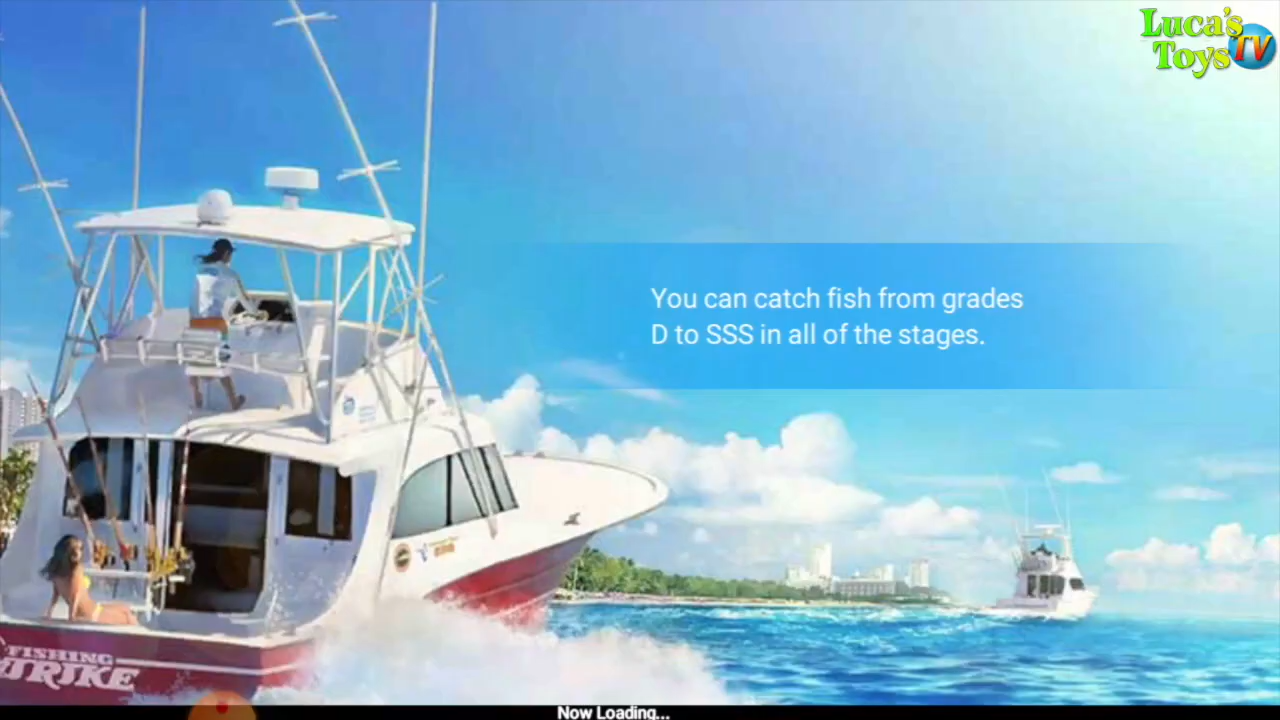 Luca's
Toys TV
You can catch fish from grades
D to SSS in all of the stages.
FISHING
STRIKE
Now Loading...